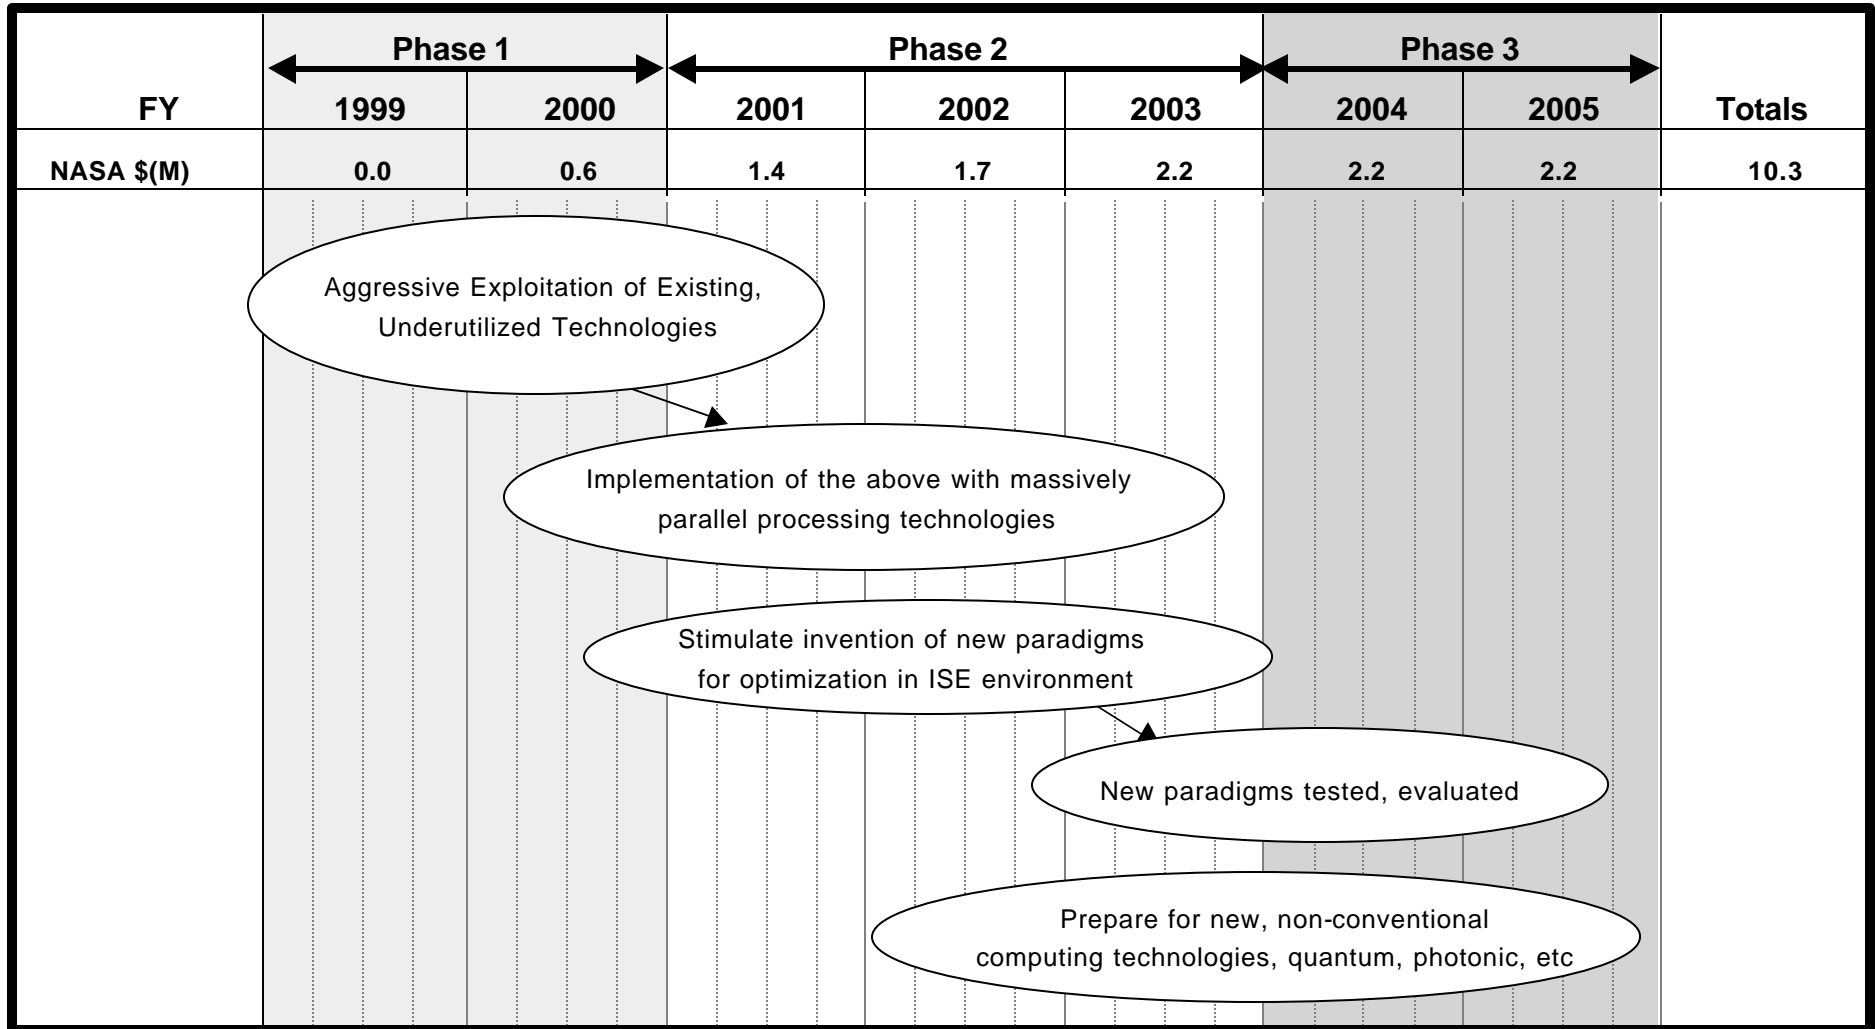 Phase 1 Phase 2 Phase 3
FY 1999 2000 2001 2002 2003 2004 2005 Totals
NASA $(M) 0.0 0.6 1.4 1.7 2.2 2.2 2.2 10.3
Aggressive Exploitation of Existing,
Underutilized Technologies
Implementation of the above with massively
parallel processing technologies
Stimulate invention of new paradigms
for optimization in ISE environment
New paradigms tested, evaluated
Prepare for new, non-conventional
computing technologies, quantum, photonic, etc